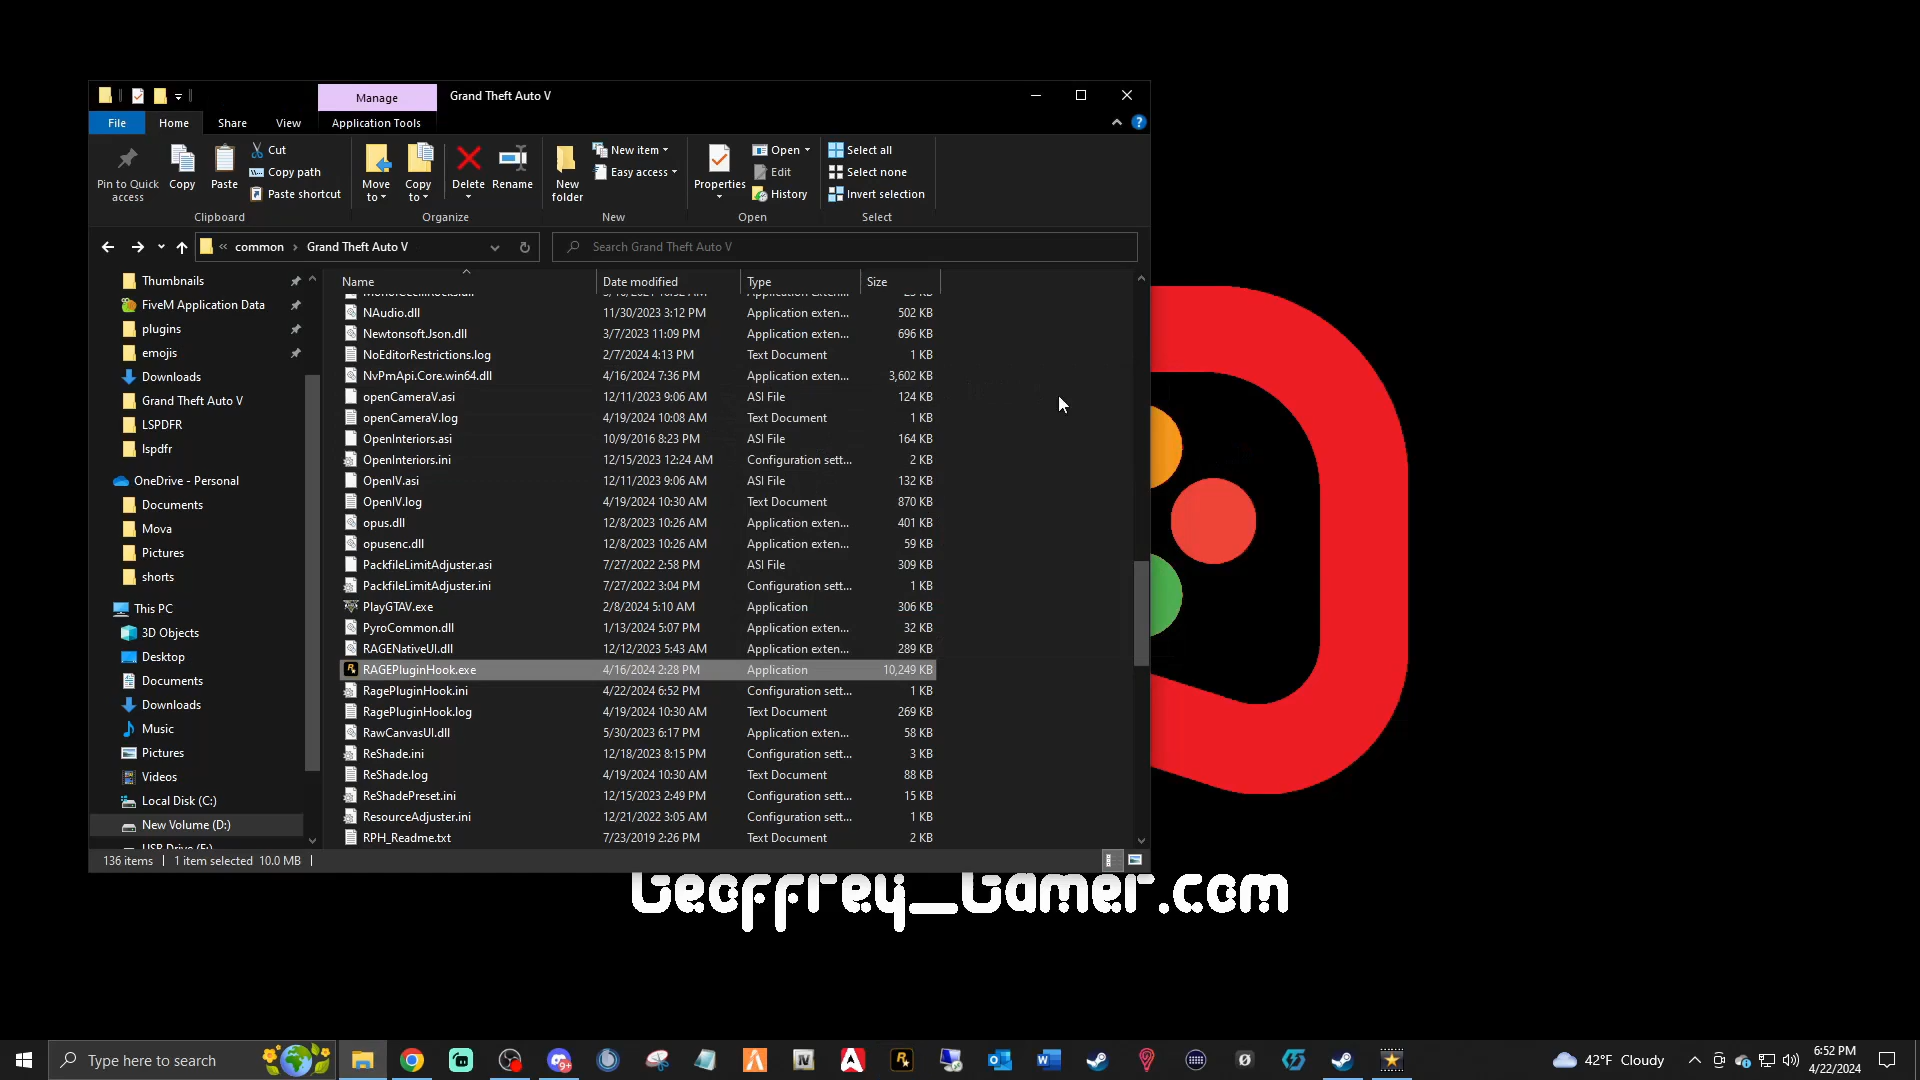 Manage
Grand Theft Auto V
File
Home
Share
View
Application Tools
Pin to Quick access
Copy
Paste
Cut
Copy path
Paste shortcut
Clipboard
Move to
Copy to
Delete
Rename
Organize
New folder
New item
Easy access
New
Properties
Open
Edit
History
Open
Select all
Select none
Invert selection
Select
« common › Grand Theft Auto V
Search Grand Theft Auto V
Thumbnails
FiveM Application Data
plugins
emojis
Downloads
Grand Theft Auto V
LSPDFR
lspdfr
OneDrive - Personal
Documents
Mova
Pictures
shorts
This PC
3D Objects
Desktop
Documents
Downloads
Music
Pictures
Videos
Local Disk (C:)
New Volume (D:)
Name Date modified Type Size
NAudio.dll 11/30/2023 3:12 PM Application exten... 502 KB
Newtonsoft.Json.dll 3/7/2023 11:09 PM Application exten... 696 KB
NoEditorRestrictions.log 2/7/2024 4:13 PM Text Document 1 KB
NvPmApi.Core.win64.dll 4/16/2024 7:36 PM Application exten... 3,602 KB
openCameraV.asi 12/11/2023 9:06 AM ASI File 124 KB
openCameraV.log 4/19/2024 10:08 AM Text Document 1 KB
OpenInteriors.asi 10/9/2016 8:23 PM ASI File 164 KB
OpenInteriors.ini 12/15/2023 12:24 AM Configuration sett... 2 KB
OpenIV.asi 12/11/2023 9:06 AM ASI File 132 KB
OpenIV.log 4/19/2024 10:30 AM Text Document 870 KB
opus.dll 12/8/2023 10:26 AM Application exten... 401 KB
opusenc.dll 12/8/2023 10:26 AM Application exten... 59 KB
PackfileLimitAdjuster.asi 7/27/2022 2:58 PM ASI File 309 KB
PackfileLimitAdjuster.ini 7/27/2022 3:04 PM Configuration sett... 1 KB
PlayGTAV.exe 2/8/2024 5:10 AM Application 306 KB
PyroCommon.dll 1/13/2024 5:07 PM Application exten... 32 KB
RAGENativeUI.dll 12/12/2023 5:43 AM Application exten... 289 KB
RAGEPluginHook.exe 4/16/2024 2:28 PM Application 10,249 KB
RagePluginHook.ini 4/22/2024 6:52 PM Configuration sett... 1 KB
RagePluginHook.log 4/19/2024 10:30 AM Text Document 269 KB
RawCanvasUI.dll 5/30/2023 6:17 PM Application exten... 58 KB
ReShade.ini 12/18/2023 8:15 PM Configuration sett... 3 KB
ReShade.log 4/19/2024 10:30 AM Text Document 88 KB
ReShadePreset.ini 12/15/2023 2:49 PM Configuration sett... 15 KB
ResourceAdjuster.ini 12/21/2022 3:05 AM Configuration sett... 1 KB
RPH_Readme.txt 7/23/2019 2:26 PM Text Document 2 KB
136 items 1 item selected 10.0 MB
Geoffrey_Gamer.com
Type here to search
9+
IV
42°F Cloudy
6:52 PM
4/22/2024